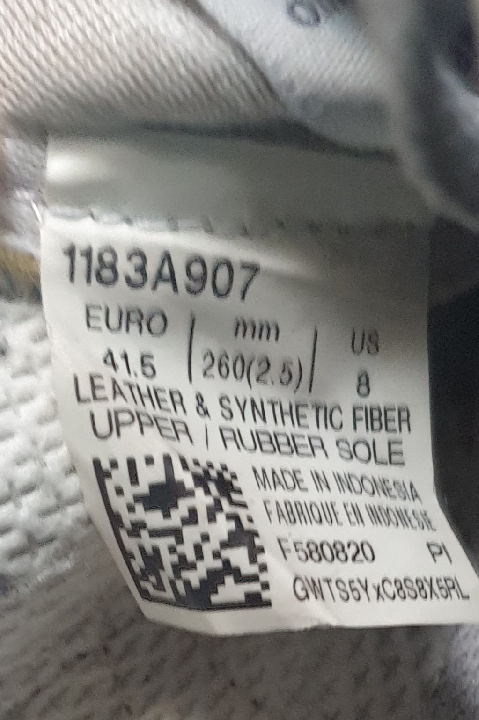 1183A907
EURO | mm | US
41.5 | 260(2.5) | 8
LEATHER & SYNTHETIC FIBER
UPPER / RUBBER SOLE
MADE IN INDONESIA
FABRIQUE EN INDONESIE
F580820 PI
GWTS5YxC8S8X5RL